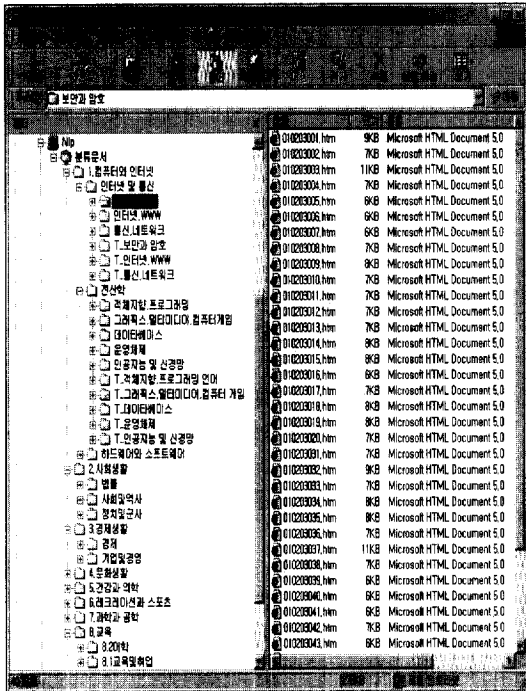 보안과 암호
Nlp
분류문서
1.컴퓨터와 인터넷
인터넷 및 통신
인터넷,WWW
통신,네트워크
T_보안과 암호
T_인터넷,WWW
T_통신,네트워크
전산학
객체지향,프로그래밍
그래픽스,멀티미디어,컴퓨터게임
데이타베이스
운영체제
인공지능 및 신경망
T_객체지향,프로그래밍 언어
T_그래픽스,멀티미디어,컴퓨터 게임
T_데이타베이스
T_운영체제
T_인공지능 및 신경망
하드웨어와 소프트웨어
2.사회생활
법률
사회및역사
정치및군사
3.경제생활
경제
기업및경영
4.문화생활
5.건강과 의학
6.레크레이션과 스포츠
7.과학과 공학
8.교육
8.20어학
8.1교육및취업
010203001.htm 9KB Microsoft HTML Document 5.0
010203002.htm 7KB Microsoft HTML Document 5.0
010203003.htm 11KB Microsoft HTML Document 5.0
010203004.htm 7KB Microsoft HTML Document 5.0
010203005.htm 6KB Microsoft HTML Document 5.0
010203006.htm 6KB Microsoft HTML Document 5.0
010203007.htm 6KB Microsoft HTML Document 5.0
010203008.htm 7KB Microsoft HTML Document 5.0
010203009.htm 8KB Microsoft HTML Document 5.0
010203010.htm 7KB Microsoft HTML Document 5.0
010203011.htm 7KB Microsoft HTML Document 5.0
010203012.htm 7KB Microsoft HTML Document 5.0
010203013.htm 7KB Microsoft HTML Document 5.0
010203014.htm 8KB Microsoft HTML Document 5.0
010203015.htm 8KB Microsoft HTML Document 5.0
010203016.htm 6KB Microsoft HTML Document 5.0
010203017.htm 7KB Microsoft HTML Document 5.0
010203018.htm 8KB Microsoft HTML Document 5.0
010203019.htm 8KB Microsoft HTML Document 5.0
010203020.htm 7KB Microsoft HTML Document 5.0
010203031.htm 7KB Microsoft HTML Document 5.0
010203032.htm 9KB Microsoft HTML Document 5.0
010203033.htm 7KB Microsoft HTML Document 5.0
010203034.htm 8KB Microsoft HTML Document 5.0
010203035.htm 8KB Microsoft HTML Document 5.0
010203036.htm 7KB Microsoft HTML Document 5.0
010203037.htm 11KB Microsoft HTML Document 5.0
010203038.htm 7KB Microsoft HTML Document 5.0
010203039.htm 6KB Microsoft HTML Document 5.0
010203040.htm 6KB Microsoft HTML Document 5.0
010203041.htm 6KB Microsoft HTML Document 5.0
010203042.htm 7KB Microsoft HTML Document 5.0
010203043.htm 6KB Microsoft HTML Document 5.0